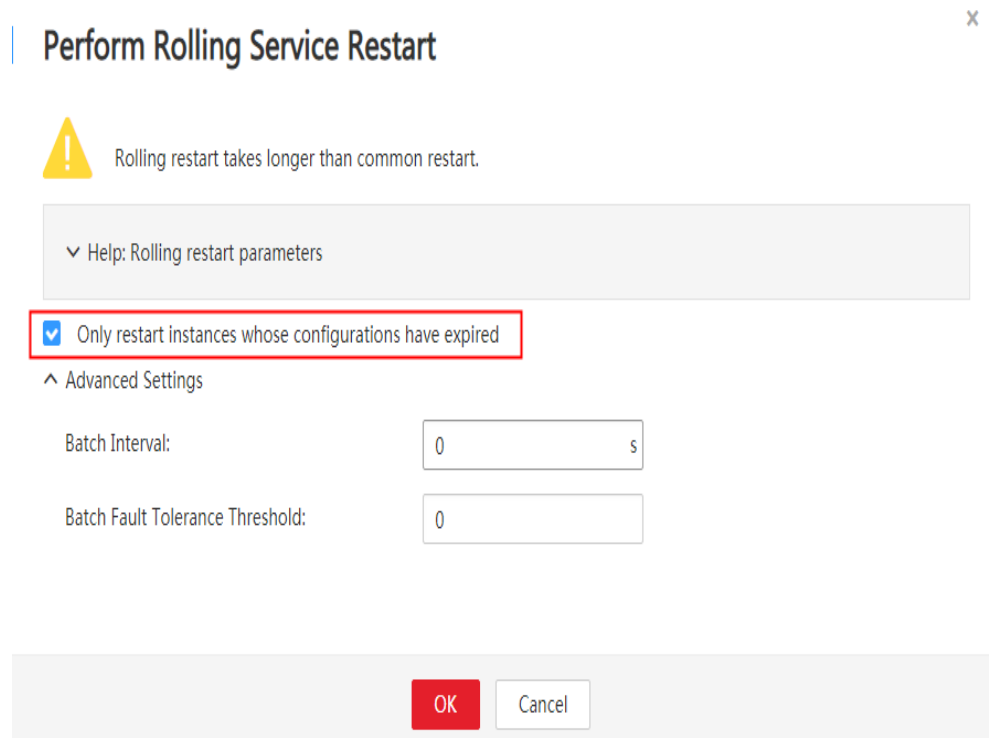 x
Perform Rolling Service Restart
Rolling restart takes longer than common restart.
Help: Rolling restart parameters
Only restart instances whose configurations have expired
Advanced Settings
Batch Interval: 0 s
Batch Fault Tolerance Threshold: 0
OK Cancel